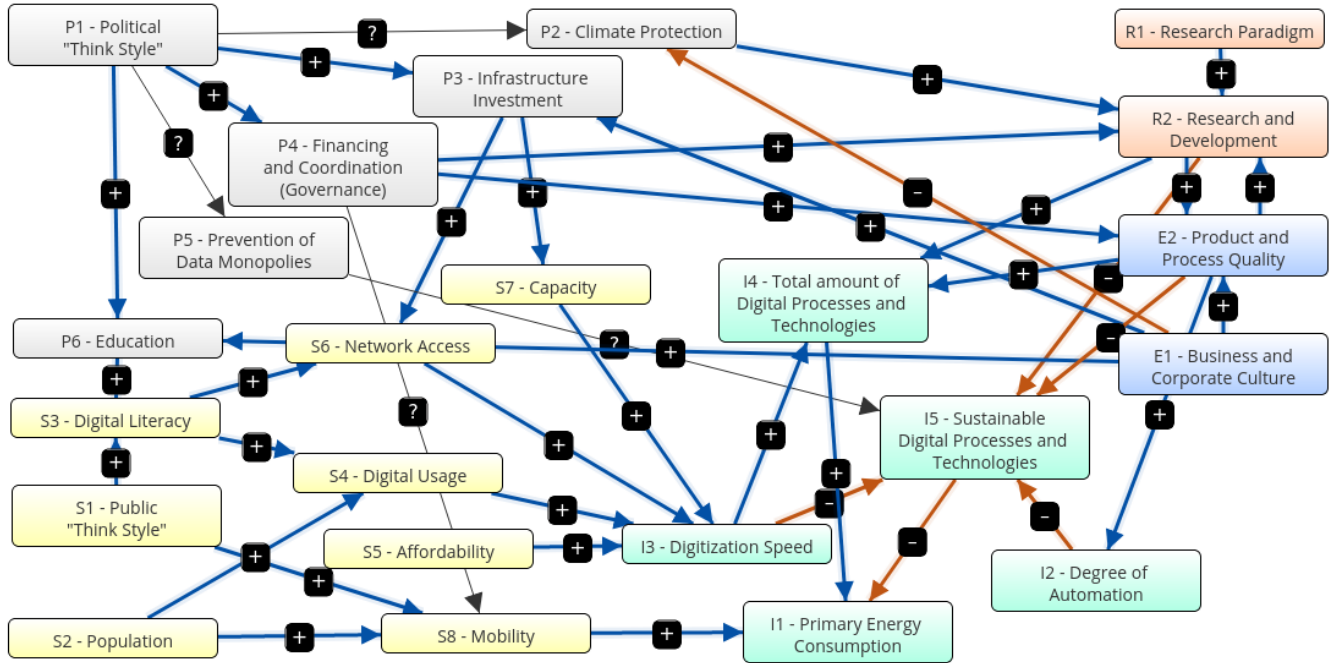 P1 - Political
"Think Style"
?
P2 - Climate Protection
R1 - Research Paradigm
+
+
P3 - Infrastructure
Investment
+
+
+
R2 - Research and
Development
P4 - Financing
and Coordination
(Governance)
?
+
+
+
–
+
+
+
+
+
+
P5 - Prevention of
Data Monopolies
E2 - Product and
Process Quality
S7 - Capacity
I4 - Total amount of
Digital Processes and
Technologies
+
–
+
P6 - Education
S6 - Network Access
?
+
–
E1 - Business and
Corporate Culture
+
+
S3 - Digital Literacy
?
+
+
+
I5 - Sustainable
Digital Processes and
Technologies
+
+
+
S4 - Digital Usage
+
S1 - Public
"Think Style"
+
–
–
S5 - Affordability
+
I3 - Digitization Speed
–
+
+
I2 - Degree of
Automation
S2 - Population
+
S8 - Mobility
+
I1 - Primary Energy
Consumption